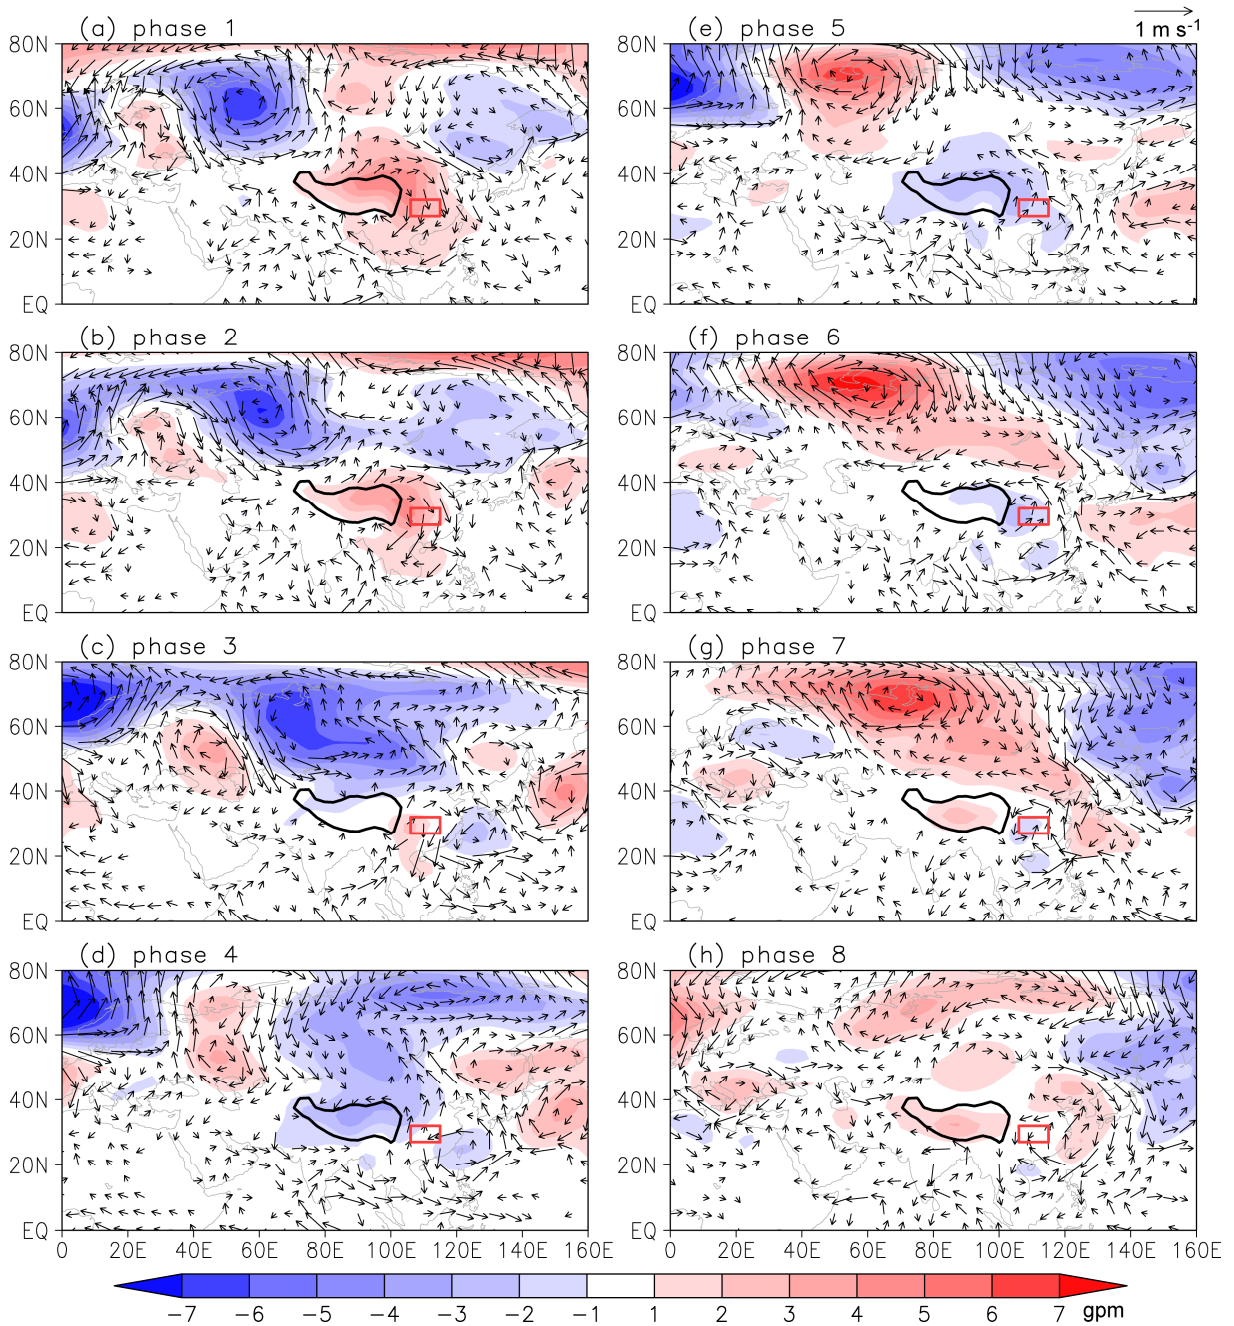 (a) phase 1
(e) phase 5
1 m s-1
80N
60N
40N
20N
EQ
80N
60N
40N
20N
EQ
(b) phase 2
(f) phase 6
80N
60N
40N
20N
EQ
80N
60N
40N
20N
EQ
(c) phase 3
(g) phase 7
80N
60N
40N
20N
EQ
80N
60N
40N
20N
EQ
(d) phase 4
(h) phase 8
80N
60N
40N
20N
EQ
80N
60N
40N
20N
EQ
0 20E 40E 60E 80E 100E 120E 140E 160E
0 20E 40E 60E 80E 100E 120E 140E 160E
−7 −6 −5 −4 −3 −2 −1 1 2 3 4 5 6 7 gpm